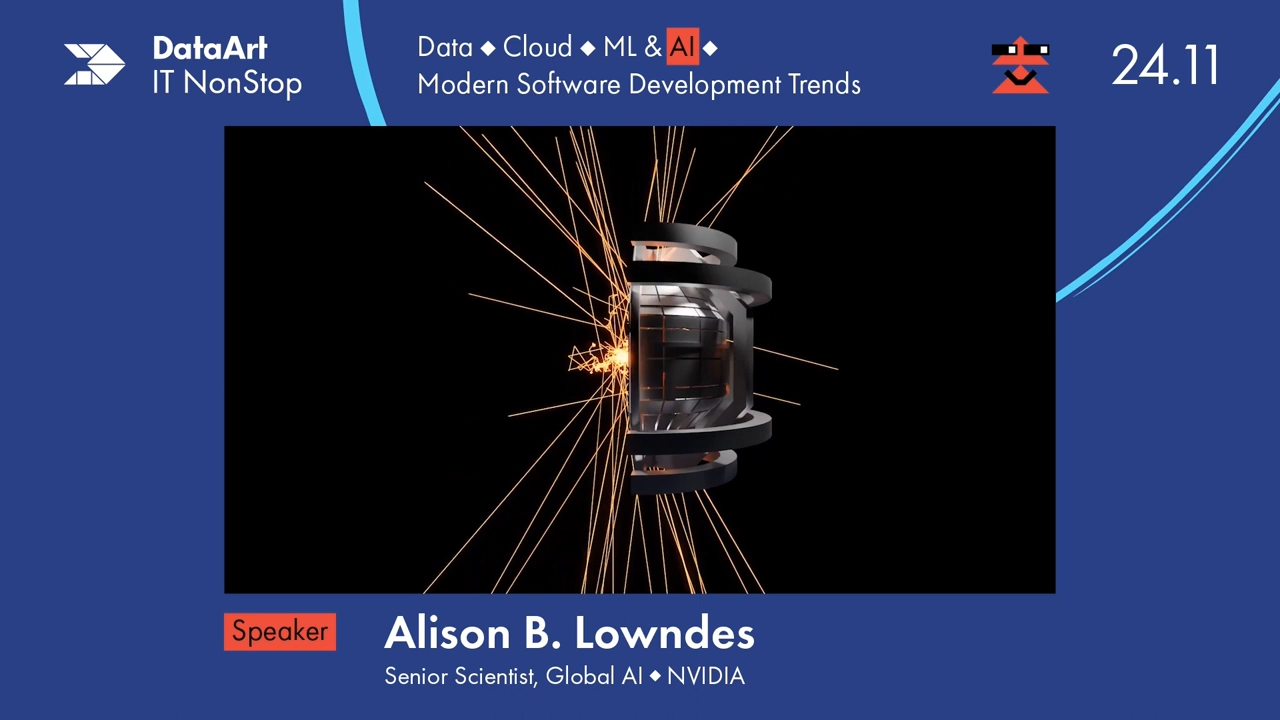 DataArt
IT NonStop
Data ◆ Cloud ◆ ML & AI ◆
Modern Software Development Trends
24.11
Speaker
Alison B. Lowndes
Senior Scientist, Global AI ◆ NVIDIA